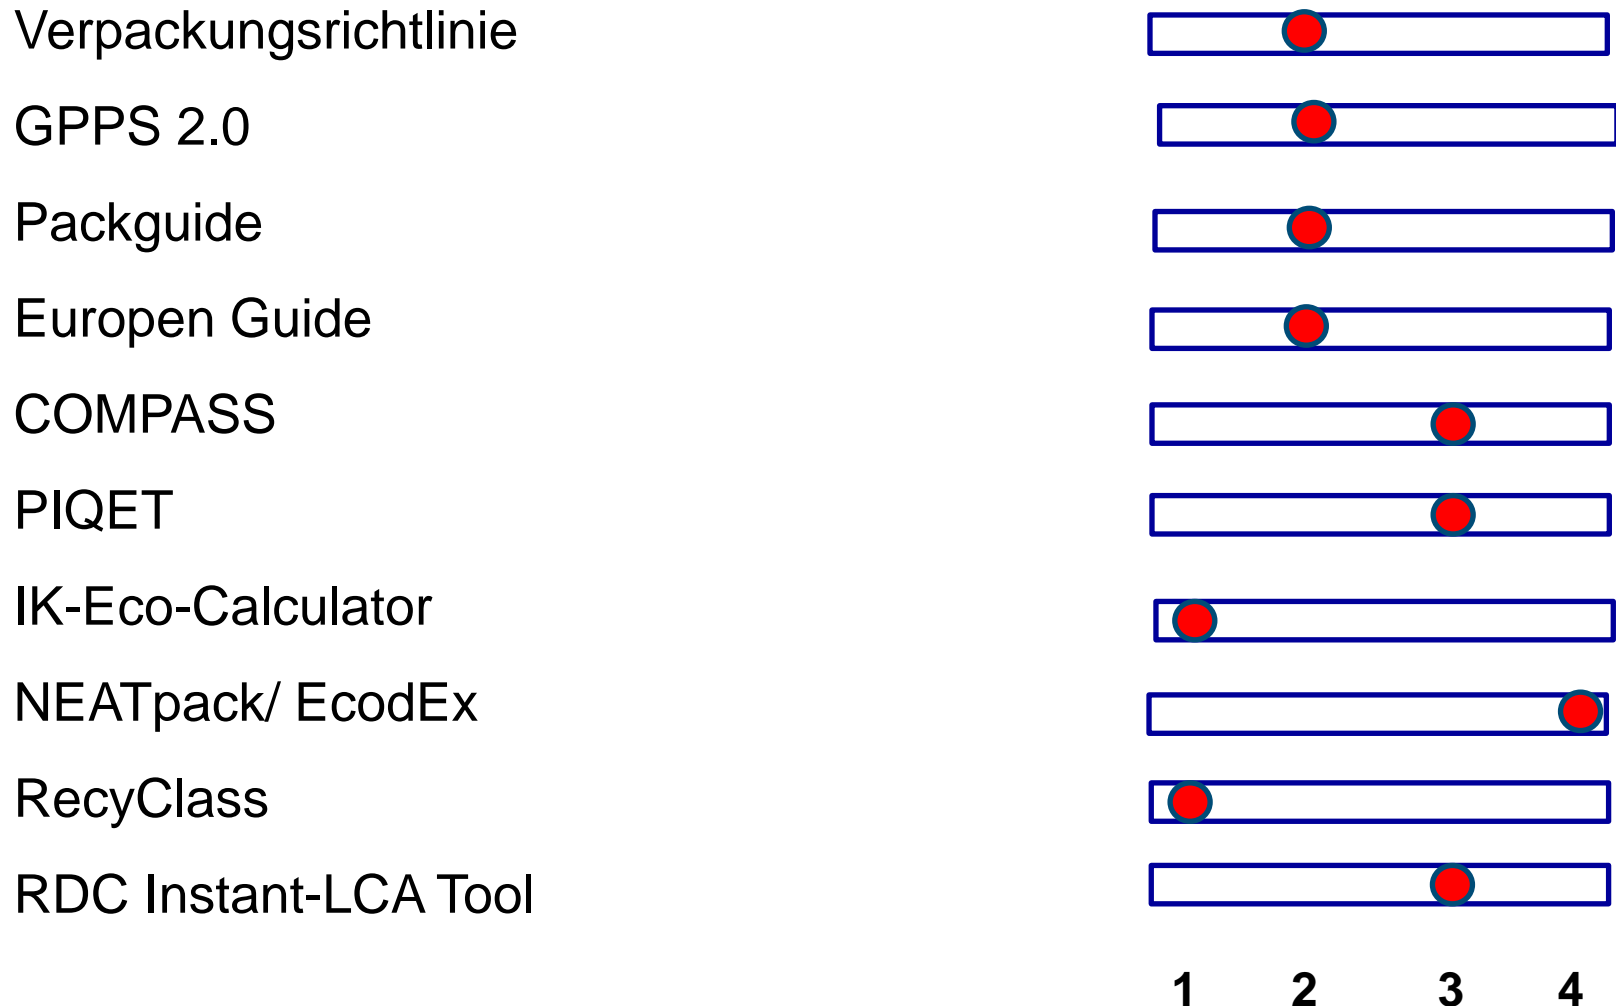 Verpackungsrichtlinie
GPPS 2.0
Packguide
Europen Guide
COMPASS
PIQET
IK-Eco-Calculator
NEATpack/ EcodEx
RecyClass
RDC Instant-LCA Tool
1 2 3 4